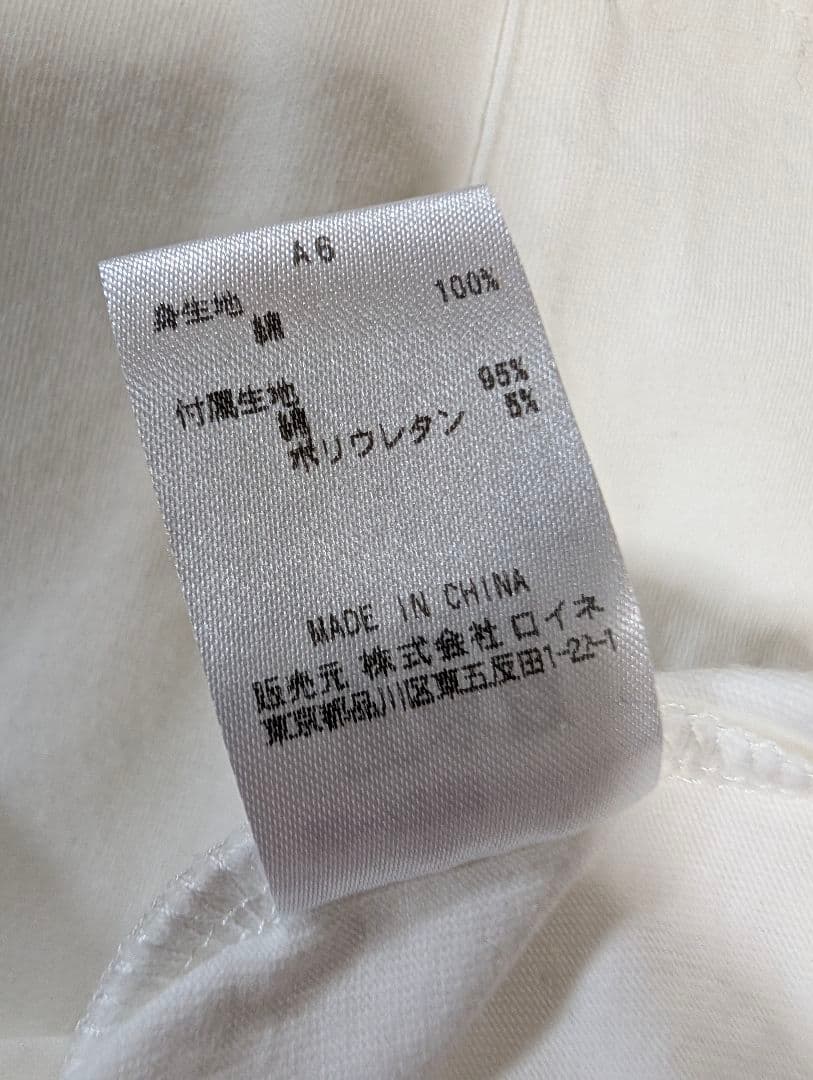 A6
身生地
綿 100%
付属生地
綿 95%
ポリウレタン 5%
MADE IN CHINA
販売元 株式会社 ロイネ
東京都品川区東五反田1-22-1